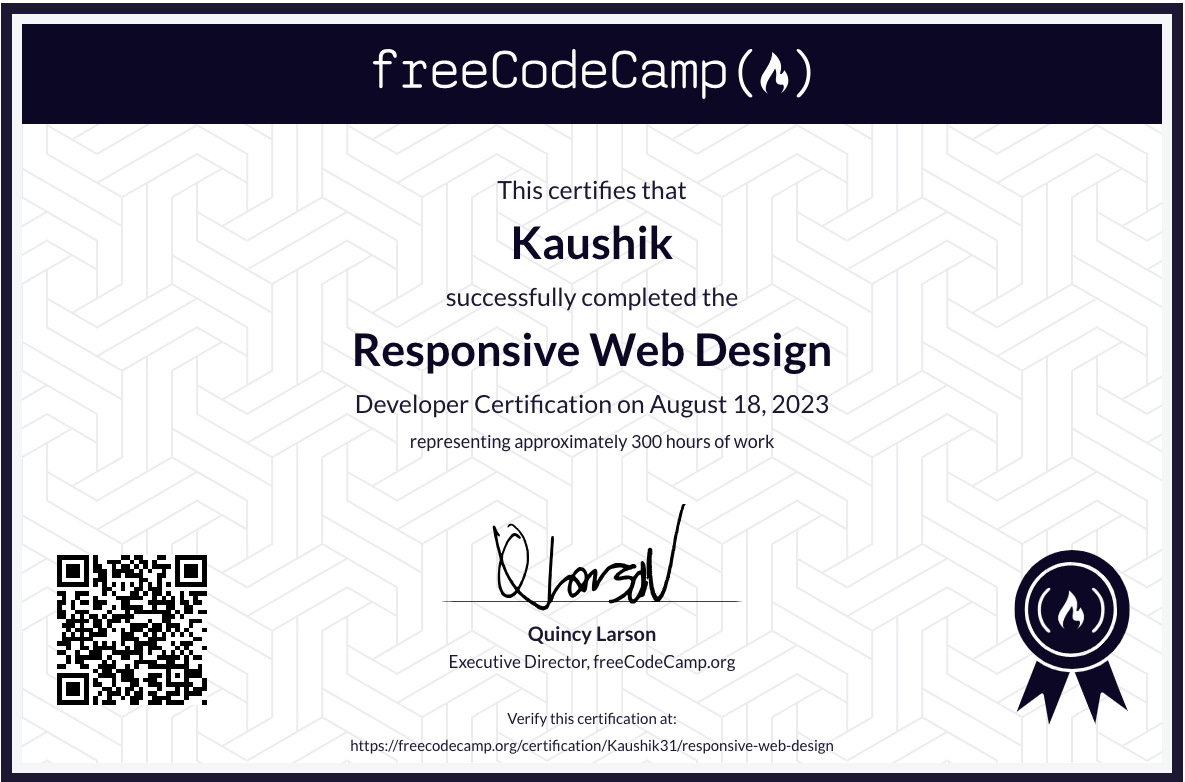 freeCodeCamp(🔥)
This certifies that
Kaushik
successfully completed the
Responsive Web Design
Developer Certification on August 18, 2023
representing approximately 300 hours of work
Q Larson
Quincy Larson
Executive Director, freeCodeCamp.org
Verify this certification at:
https://freecodecamp.org/certification/Kaushik31/responsive-web-design